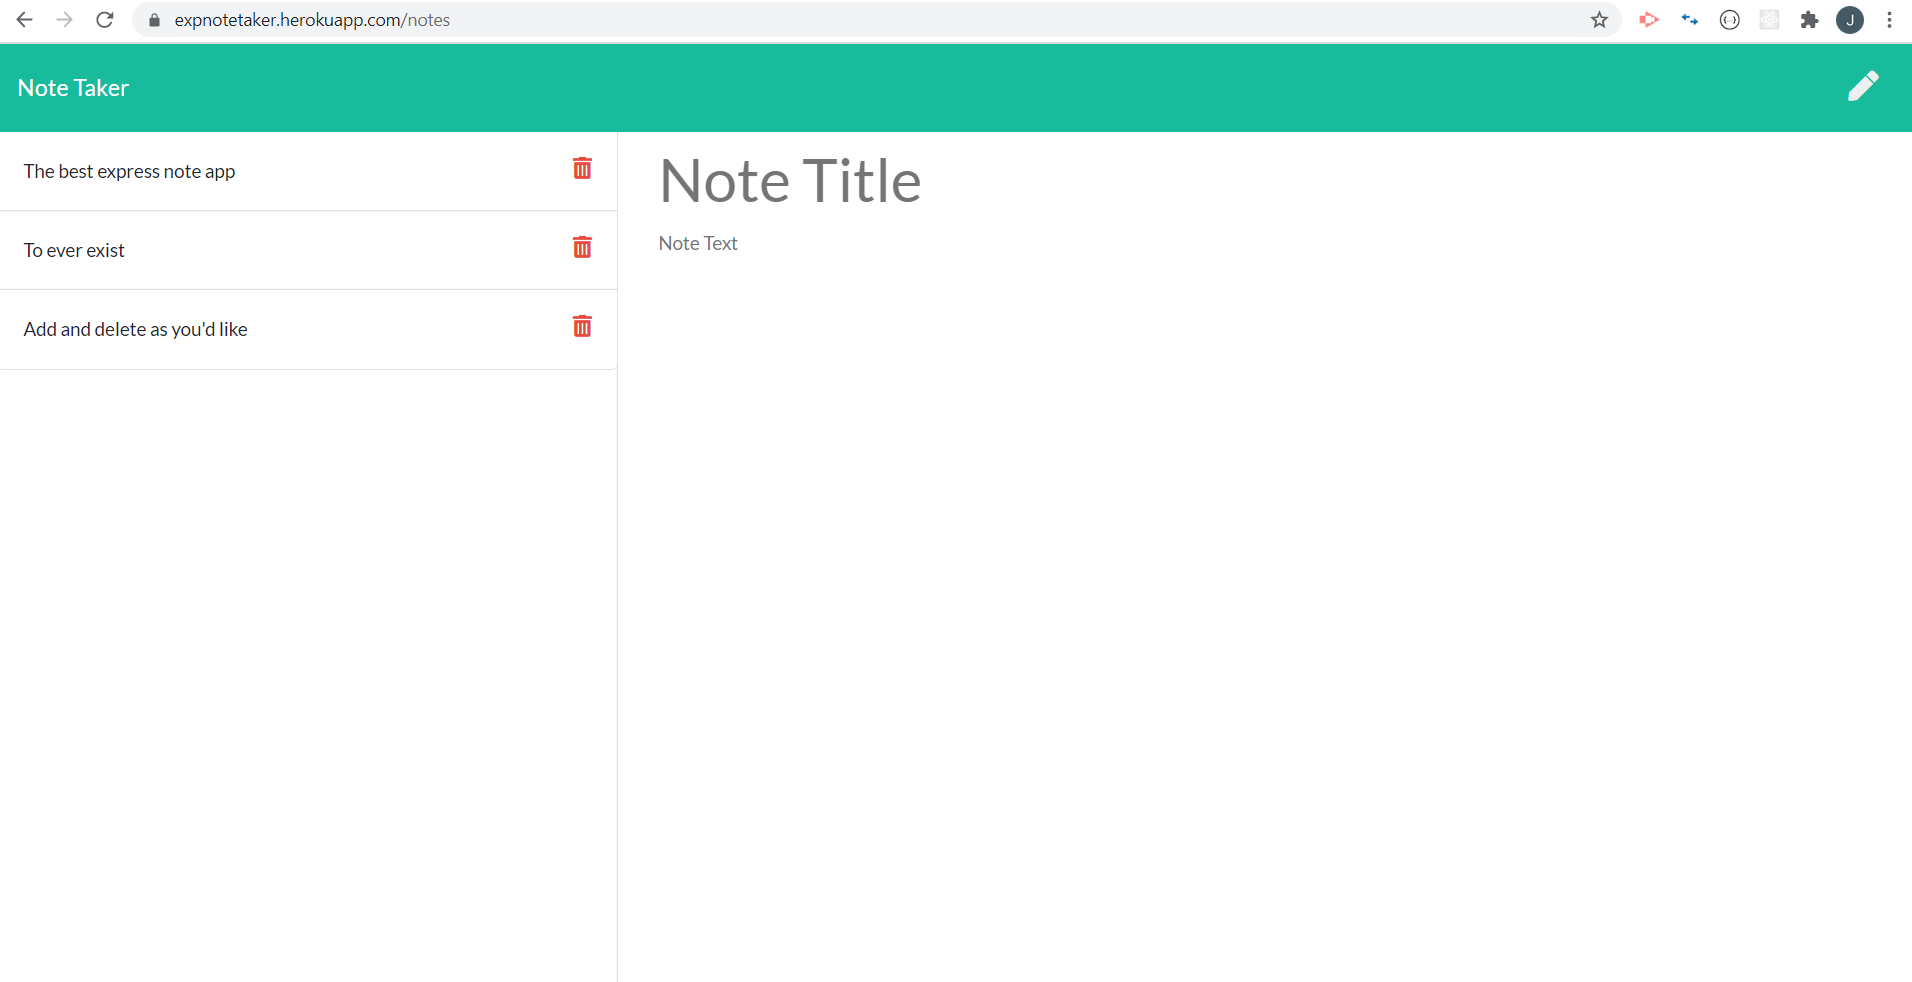 expnotetaker.herokuapp.com/notes
J
Note Taker
The best express note app
To ever exist
Add and delete as you'd like
Note Title
Note Text